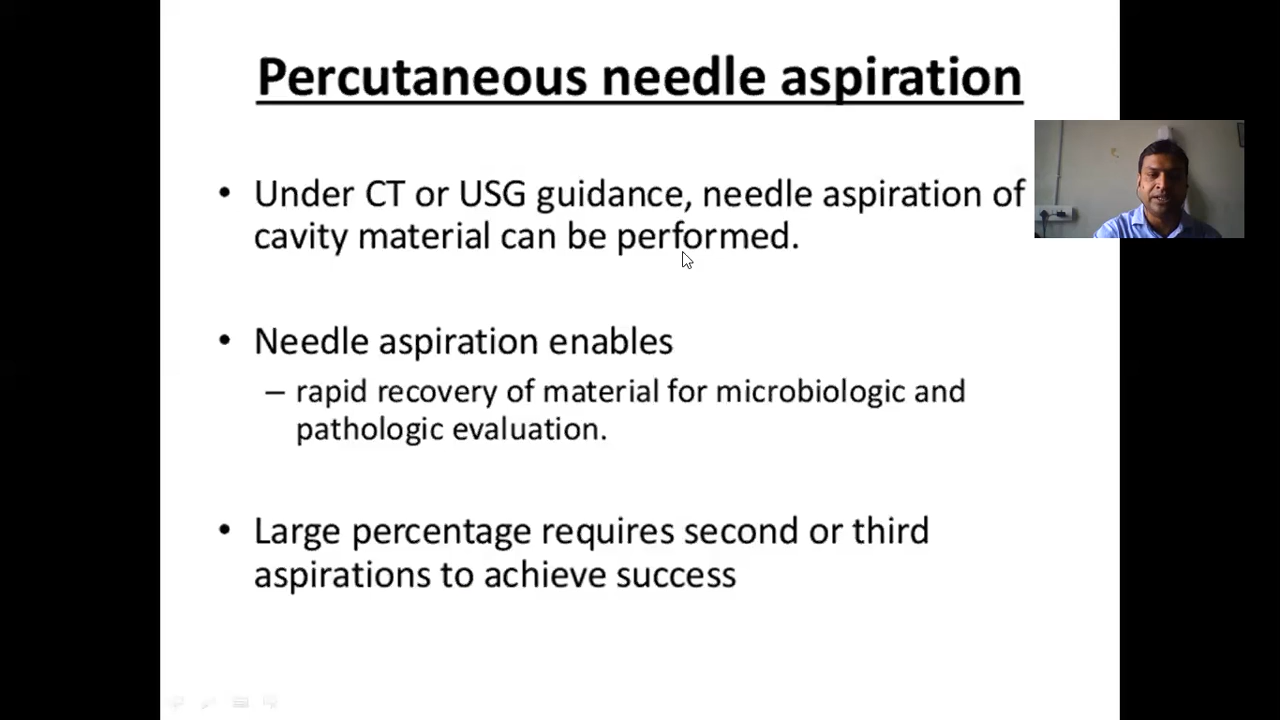 Percutaneous needle aspiration
• Under CT or USG guidance, needle aspiration of
cavity material can be performed.
• Needle aspiration enables
– rapid recovery of material for microbiologic and
pathologic evaluation.
• Large percentage requires second or third
aspirations to achieve success